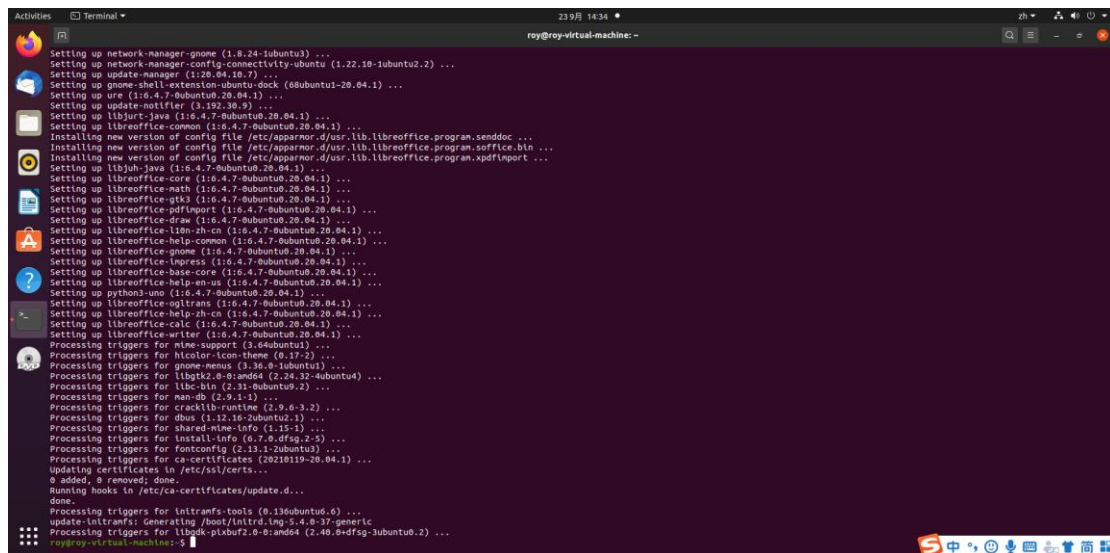 Activities Terminal 23 9月 14:34 zh
roy@roy-virtual-machine: ~
Setting up network-manager-gnome (1.8.24-1ubuntu3) ...
Setting up network-manager-config-connectivity-ubuntu (1.22.10-1ubuntu2.2) ...
Setting up update-manager (1:20.04.10.7) ...
Setting up gnome-shell-extension-ubuntu-dock (68ubuntu1~20.04.1) ...
Setting up ure (1:6.4.7-0ubuntu0.20.04.1) ...
Setting up update-notifier (3.192.30.9) ...
Setting up libjurt-java (1:6.4.7-0ubuntu0.20.04.1) ...
Setting up libreoffice-common (1:6.4.7-0ubuntu0.20.04.1) ...
Installing new version of config file /etc/apparmor.d/usr.lib.libreoffice.program.senddoc ...
Installing new version of config file /etc/apparmor.d/usr.lib.libreoffice.program.soffice.bin ...
Installing new version of config file /etc/apparmor.d/usr.lib.libreoffice.program.xpdfimport ...
Setting up libjuh-java (1:6.4.7-0ubuntu0.20.04.1) ...
Setting up libreoffice-core (1:6.4.7-0ubuntu0.20.04.1) ...
Setting up libreoffice-math (1:6.4.7-0ubuntu0.20.04.1) ...
Setting up libreoffice-gtk3 (1:6.4.7-0ubuntu0.20.04.1) ...
Setting up libreoffice-pdfimport (1:6.4.7-0ubuntu0.20.04.1) ...
Setting up libreoffice-draw (1:6.4.7-0ubuntu0.20.04.1) ...
Setting up libreoffice-l10n-zh-cn (1:6.4.7-0ubuntu0.20.04.1) ...
Setting up libreoffice-help-common (1:6.4.7-0ubuntu0.20.04.1) ...
Setting up libreoffice-gnome (1:6.4.7-0ubuntu0.20.04.1) ...
Setting up libreoffice-impress (1:6.4.7-0ubuntu0.20.04.1) ...
Setting up libreoffice-base-core (1:6.4.7-0ubuntu0.20.04.1) ...
Setting up libreoffice-help-en-us (1:6.4.7-0ubuntu0.20.04.1) ...
Setting up python3-uno (1:6.4.7-0ubuntu0.20.04.1) ...
Setting up libreoffice-ogltrans (1:6.4.7-0ubuntu0.20.04.1) ...
Setting up libreoffice-help-zh-cn (1:6.4.7-0ubuntu0.20.04.1) ...
Setting up libreoffice-calc (1:6.4.7-0ubuntu0.20.04.1) ...
Setting up libreoffice-writer (1:6.4.7-0ubuntu0.20.04.1) ...
Processing triggers for mime-support (3.64ubuntu1) ...
Processing triggers for hicolor-icon-theme (0.17-2) ...
Processing triggers for gnome-menus (3.36.0-1ubuntu1) ...
Processing triggers for libgtk2.0-0:amd64 (2.24.32-4ubuntu4) ...
Processing triggers for libc-bin (2.31-0ubuntu9.2) ...
Processing triggers for man-db (2.9.1-1) ...
Processing triggers for cracklib-runtime (2.9.6-3.2) ...
Processing triggers for dbus (1.12.16-2ubuntu2.1) ...
Processing triggers for shared-mime-info (1.15-1) ...
Processing triggers for install-info (6.7.0.dfsg.2-5) ...
Processing triggers for fontconfig (2.13.1-2ubuntu3) ...
Processing triggers for ca-certificates (20210119~20.04.1) ...
Updating certificates in /etc/ssl/certs...
0 added, 0 removed; done.
Running hooks in /etc/ca-certificates/update.d...
done.
Processing triggers for initramfs-tools (0.136ubuntu6.6) ...
update-initramfs: Generating /boot/initrd.img-5.4.0-37-generic
Processing triggers for libgdk-pixbuf2.0-0:amd64 (2.40.0+dfsg-3ubuntu0.2) ...
roy@roy-virtual-machine:~$
中 简